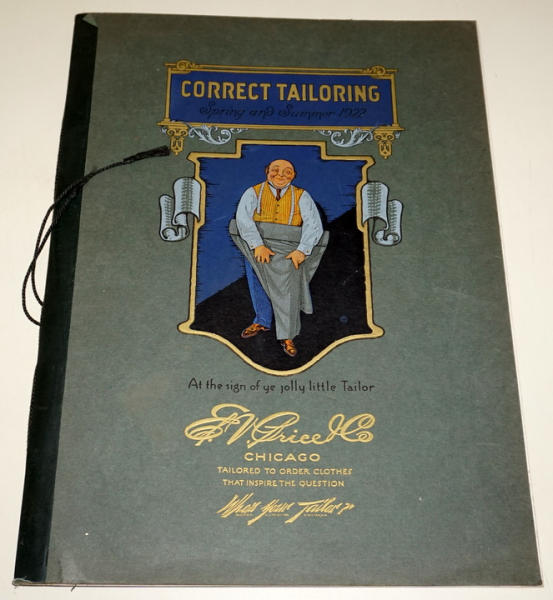 CORRECT TAILORING
Spring and Summer 1922
At the sign of ye jolly little Tailor
E.V. Price & Co
CHICAGO
TAILORED TO ORDER CLOTHES
THAT INSPIRE THE QUESTION
Who's Your Tailor?